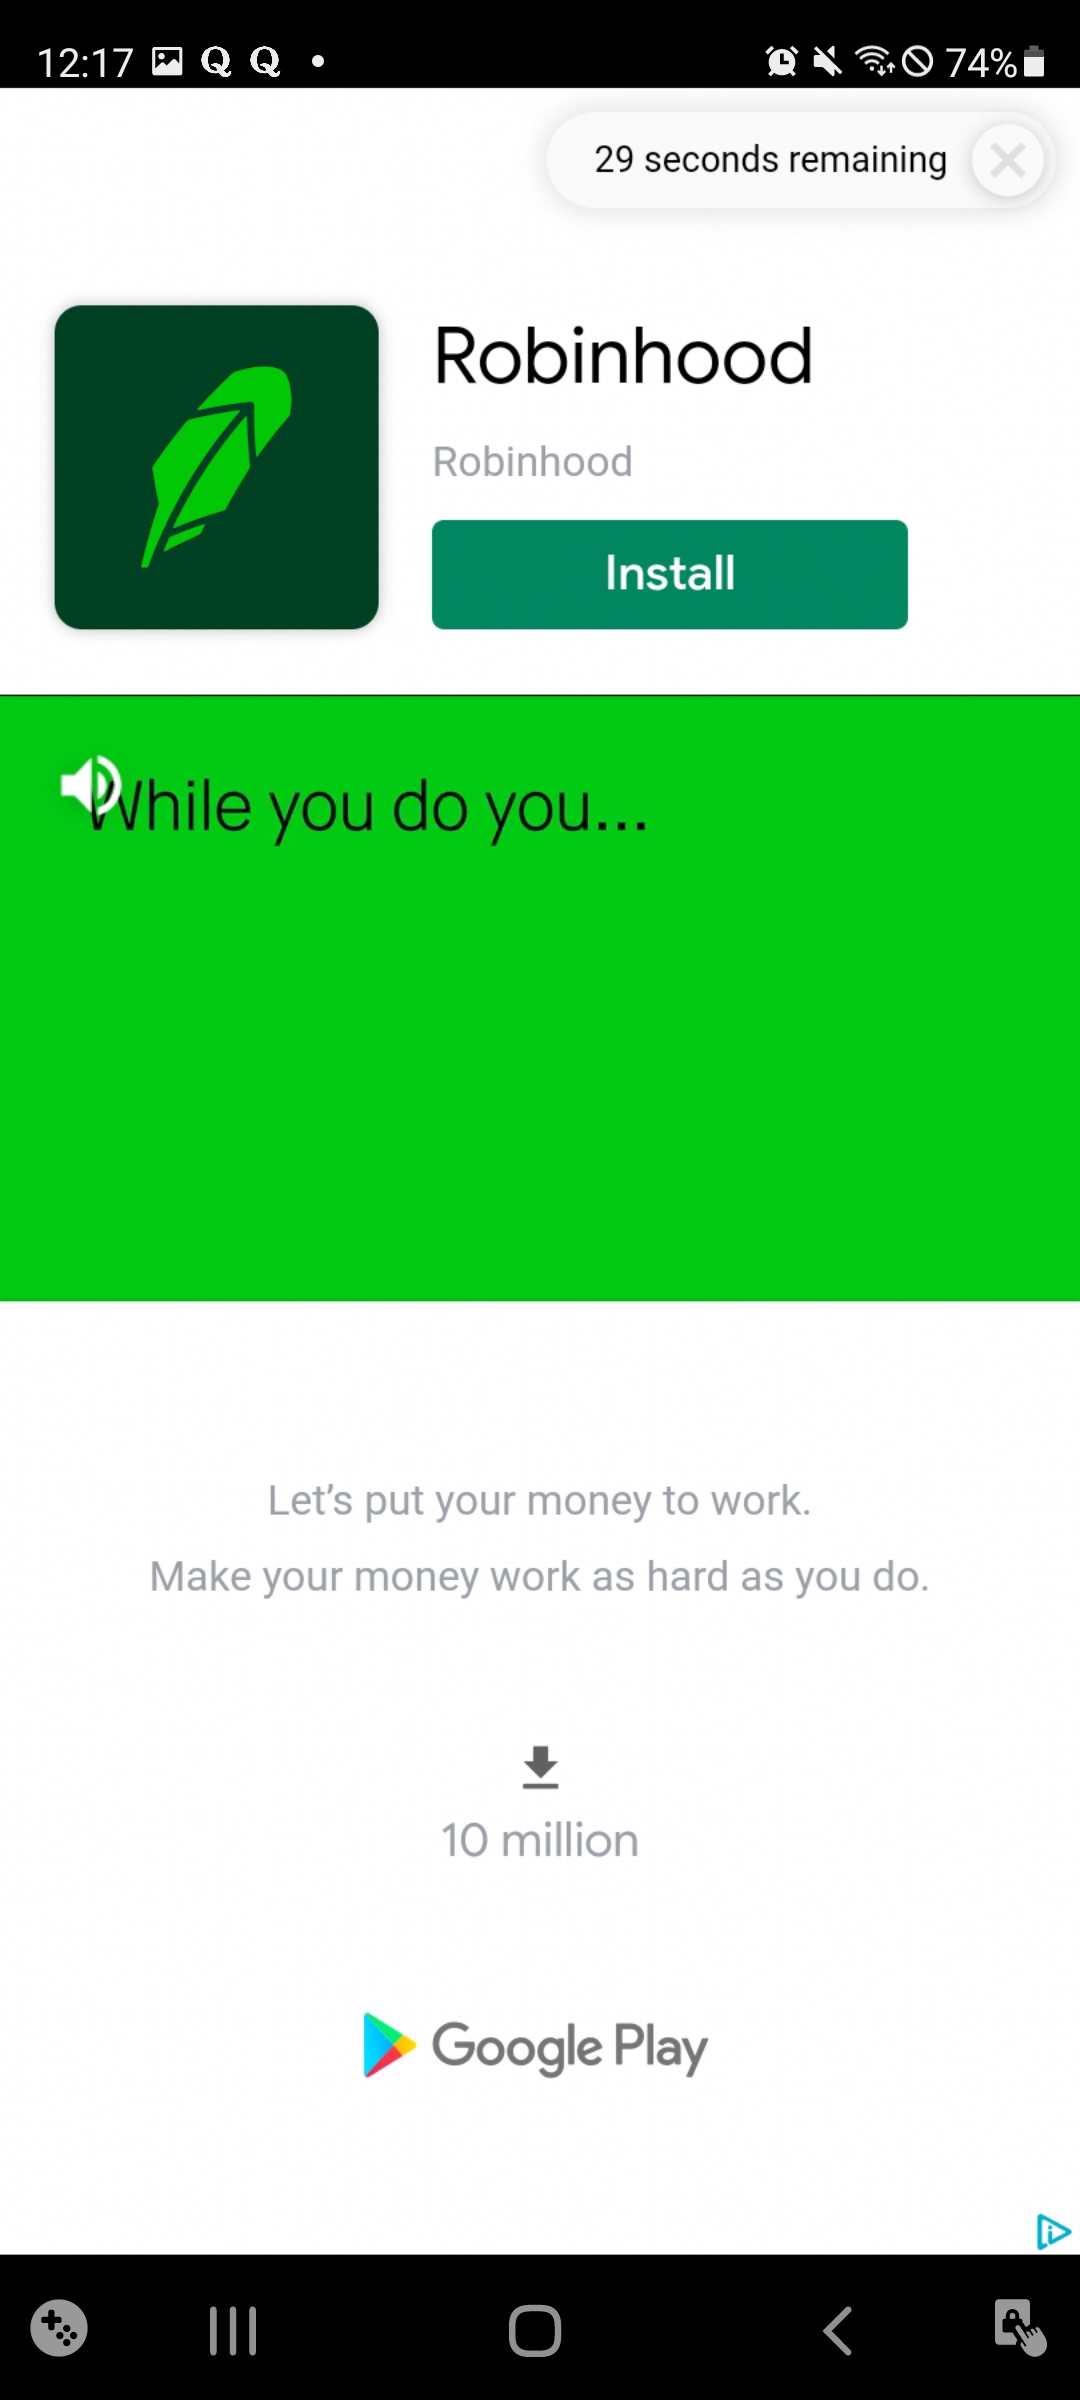 12:17 Q Q 74%
29 seconds remaining
Robinhood
Robinhood
Install
While you do you...
Let's put your money to work.
Make your money work as hard as you do.
10 million
Google Play